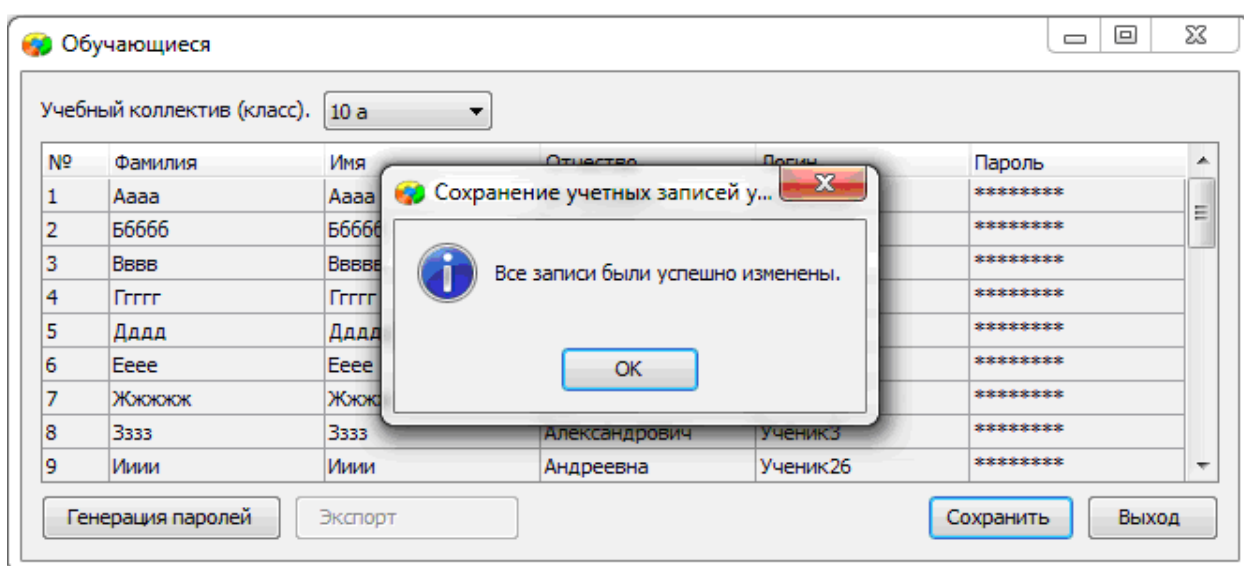 Обучающиеся
Учебный коллектив (класс). 10 а
№ Фамилия Имя Отчество Логин Пароль
1 Аааа Аааа ********
2 Ббббб ********
3 Вввв ********
4 Ггггг Ггггг ********
5 Дддд ********
6 Ееее Ееее ********
7 Жжжжж ********
8 Зззз Зззз Александрович Ученик3 ********
9 Ииии Ииии Андреевна Ученик26 ********
Сохранение учетных записей у...
Все записи были успешно изменены.
OK
Генерация паролей Экспорт Сохранить Выход